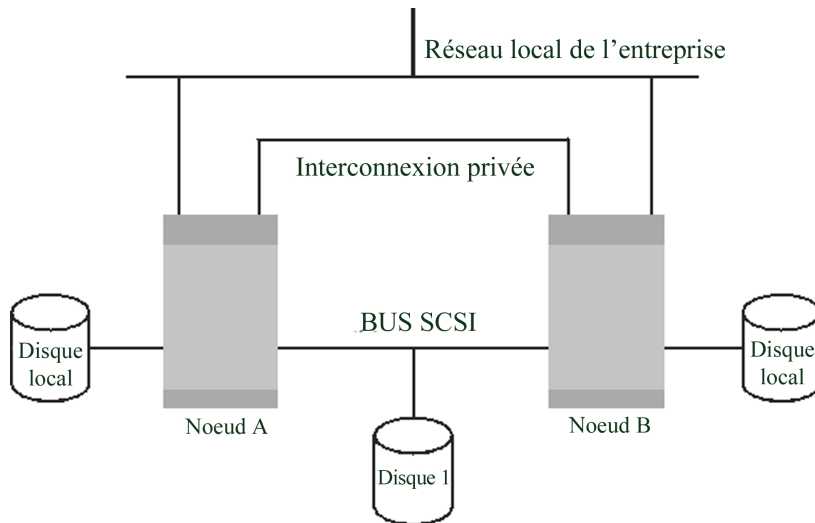 Réseau local de l'entreprise
Interconnexion privée
BUS SCSI
Disque
local
Disque
local
Noeud A
Noeud B
Disque 1